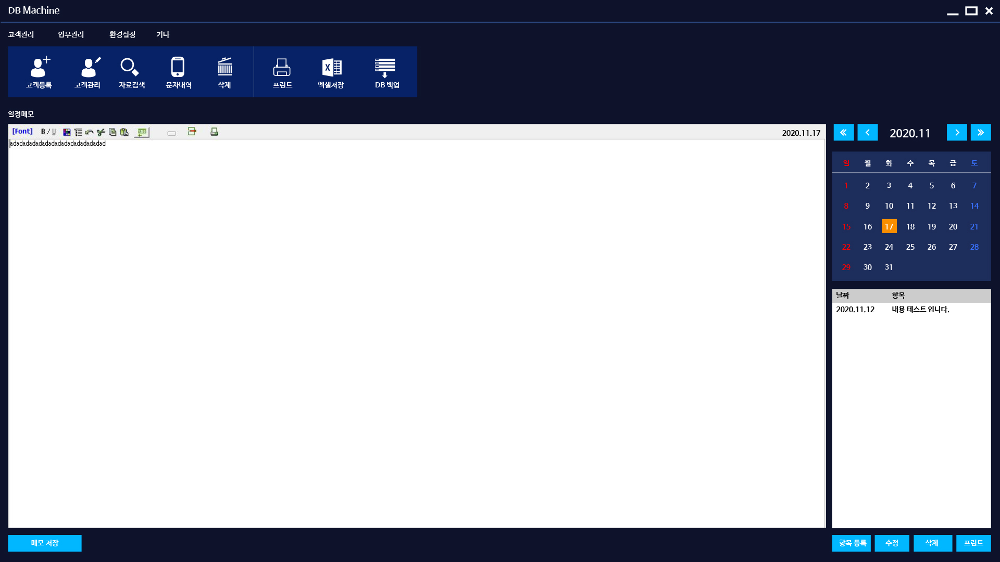 DB Machine
고객관리 업무관리 환경설정 기타
고객등록 고객관리 자료검색 문자내역 삭제 프린트 엑셀저장 DB 백업
일정메모
[Font] B / U 2020.11.17
adadadadadadadadadadadadadadad
2020.11
일 월 화 수 목 금 토
1 2 3 4 5 6 7
8 9 10 11 12 13 14
15 16 17 18 19 20 21
22 23 24 25 26 27 28
29 30 31
날짜 항목
2020.11.12 내용 테스트 입니다.
메모 저장
항목 등록 수정 삭제 프린트